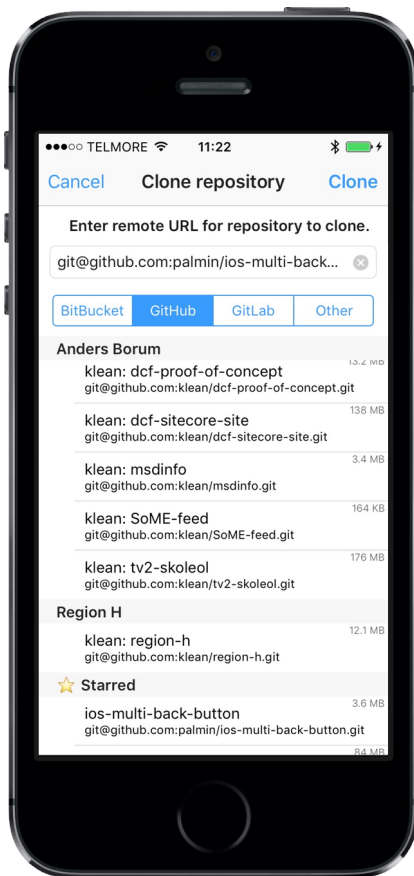 TELMORE 11:22
Cancel Clone repository Clone
Enter remote URL for repository to clone.
git@github.com:palmin/ios-multi-back...
BitBucket GitHub GitLab Other
Anders Borum
13.2 MB
klean: dcf-proof-of-concept
git@github.com:klean/dcf-proof-of-concept.git
138 MB
klean: dcf-sitecore-site
git@github.com:klean/dcf-sitecore-site.git
3.4 MB
klean: msdinfo
git@github.com:klean/msdinfo.git
164 KB
klean: SoME-feed
git@github.com:klean/SoME-feed.git
176 MB
klean: tv2-skoleol
git@github.com:klean/tv2-skoleol.git
Region H
12.1 MB
klean: region-h
git@github.com:klean/region-h.git
Starred
3.6 MB
ios-multi-back-button
git@github.com:palmin/ios-multi-back-button.git
84 MB